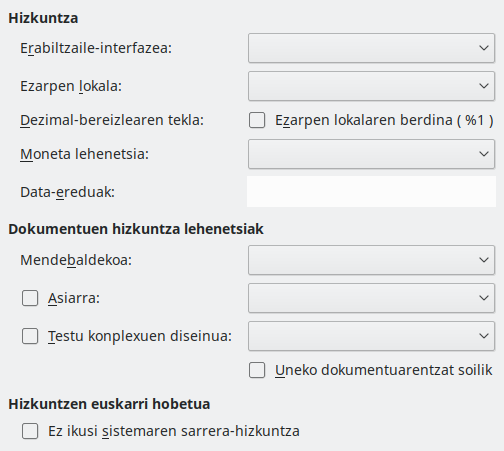 Hizkuntza
Erabiltzaile-interfazea:
Ezarpen lokala:
Dezimal-bereizlearen tekla: Ezarpen lokalaren berdina ( %1 )
Moneta lehenetsia:
Data-ereduak:
Dokumentuen hizkuntza lehenetsiak
Mendebaldekoa:
Asiarra:
Testu konplexuen diseinua:
Uneko dokumentuarentzat soilik
Hizkuntzen euskarri hobetua
Ez ikusi sistemaren sarrera-hizkuntza